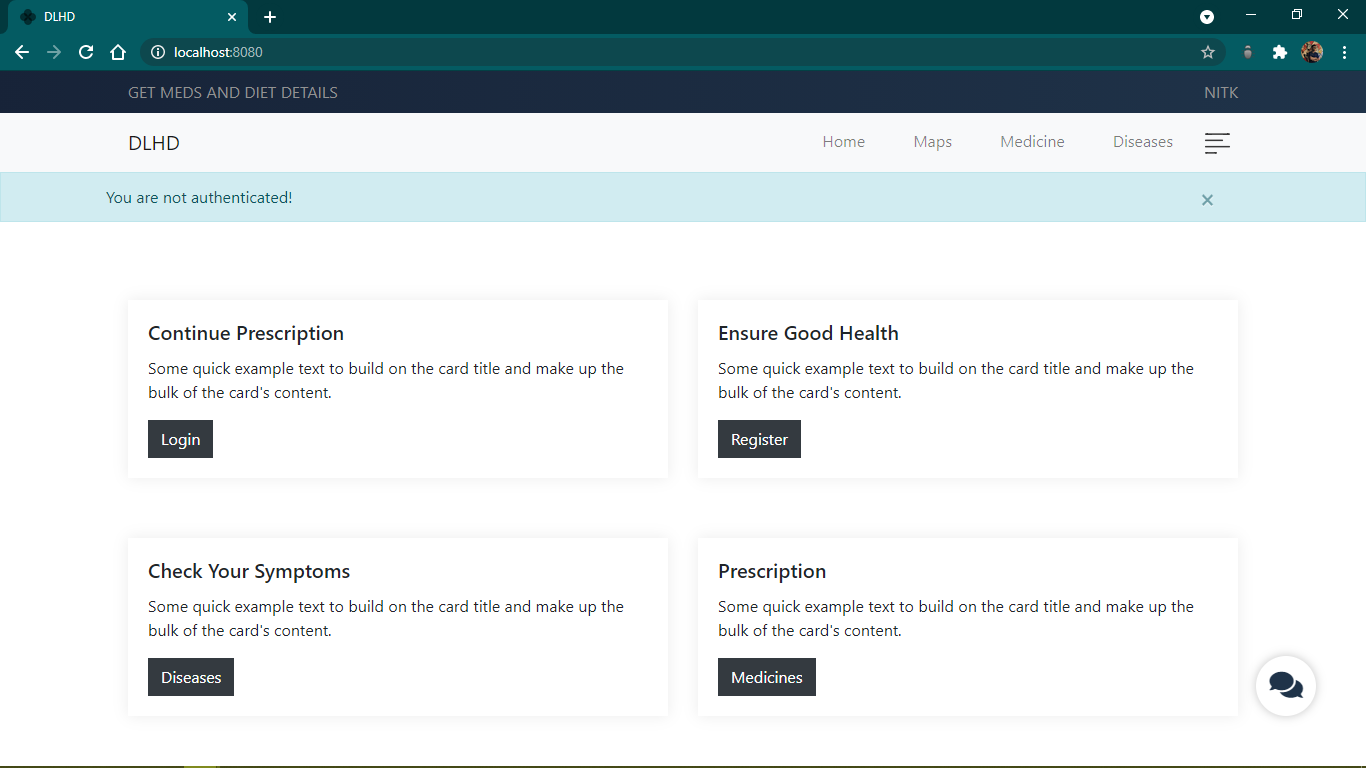 DLHD
localhost:8080
GET MEDS AND DIET DETAILS
NITK
DLHD
Home
Maps
Medicine
Diseases
You are not authenticated!
Continue Prescription
Some quick example text to build on the card title and make up the
bulk of the card's content.
Login
Ensure Good Health
Some quick example text to build on the card title and make up the
bulk of the card's content.
Register
Check Your Symptoms
Some quick example text to build on the card title and make up the
bulk of the card's content.
Diseases
Prescription
Some quick example text to build on the card title and make up the
bulk of the card's content.
Medicines